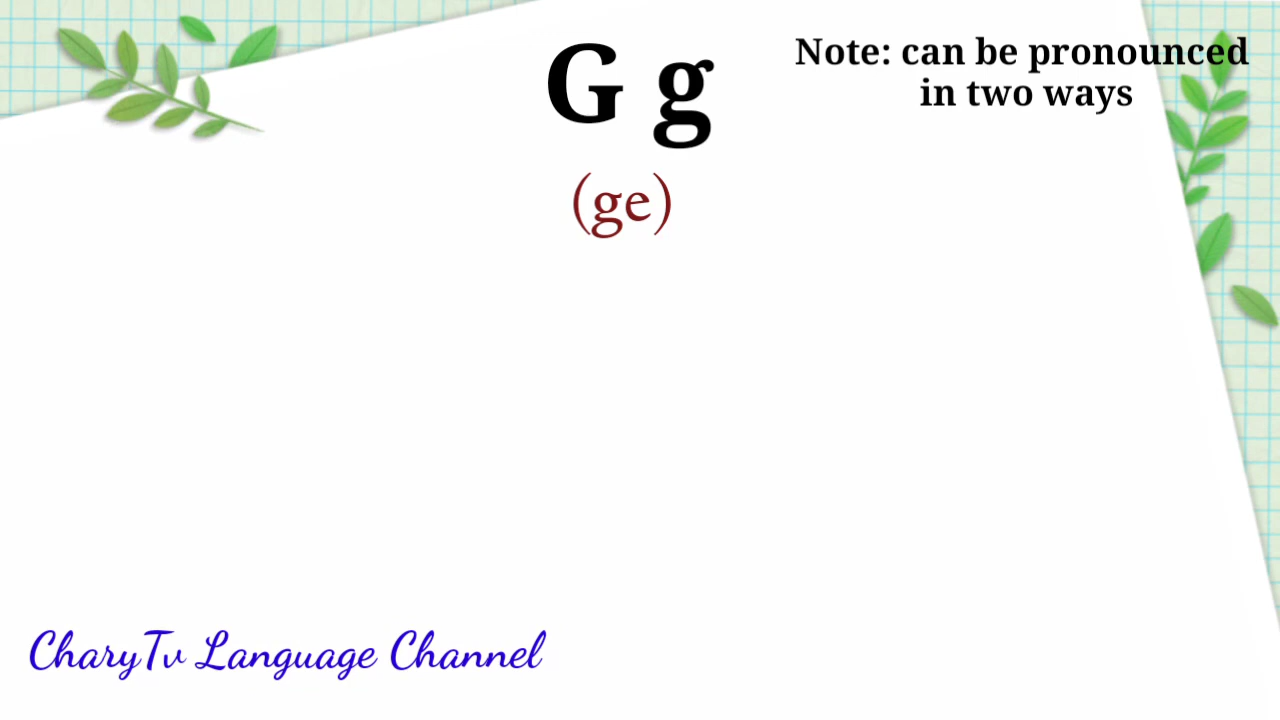 G g
Note: can be pronounced
in two ways
(ge)
CharyTv Language Channel